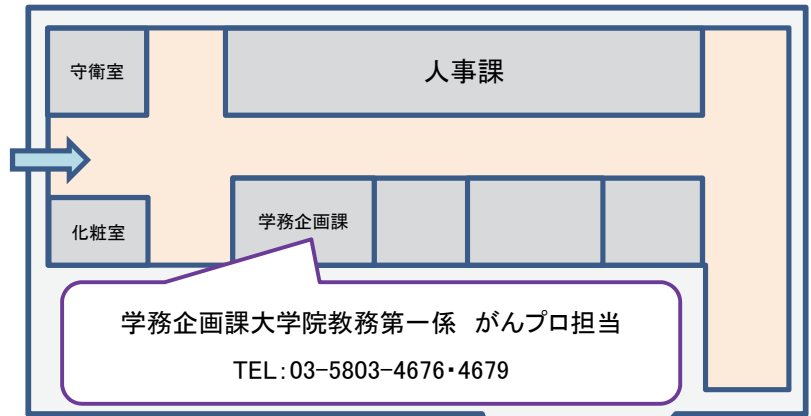 守衛室
人事課
化粧室
学務企画課
学務企画課大学院教務第一係 がんプロ担当
TEL:03-5803-4676・4679